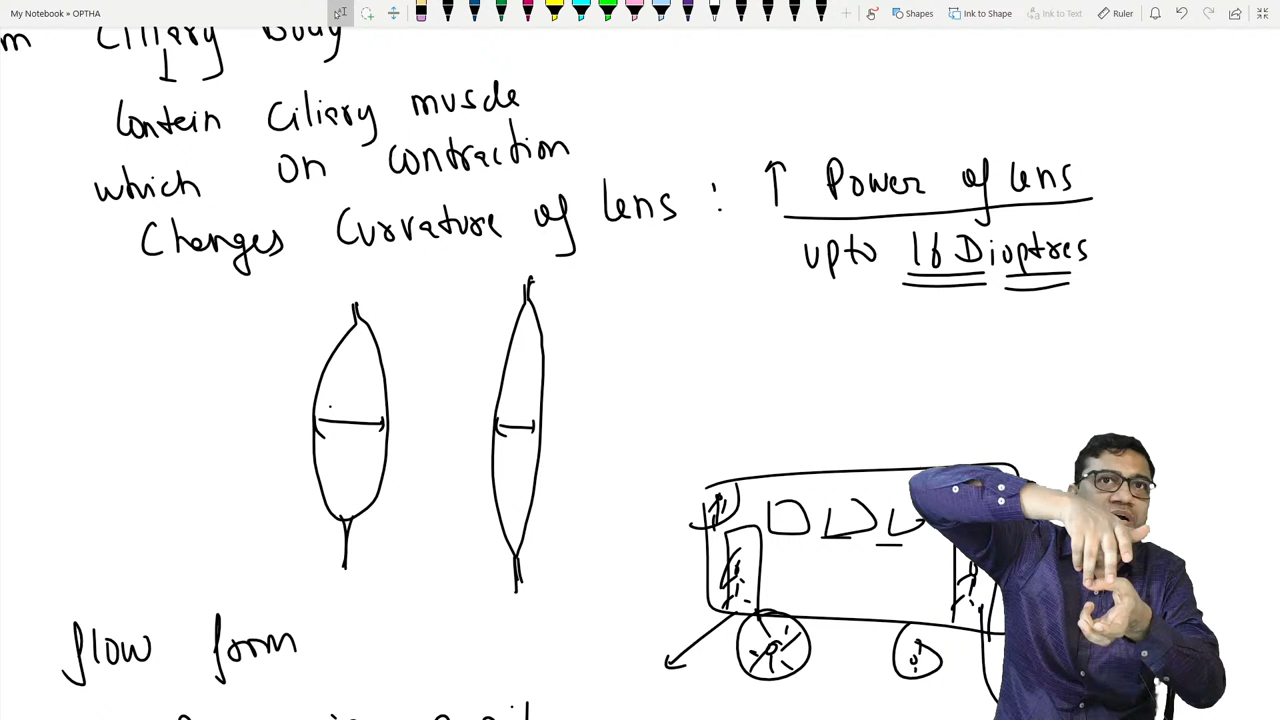 My Notebook » OPTHA
Shapes
Ink to Shape
Ink to Text
Ruler
m Ciliary Body
Contein Ciliary muscle
which on contraction
Changes Curvature of lens : ↑ Power of lens
upto 16 Dioptres
flow form